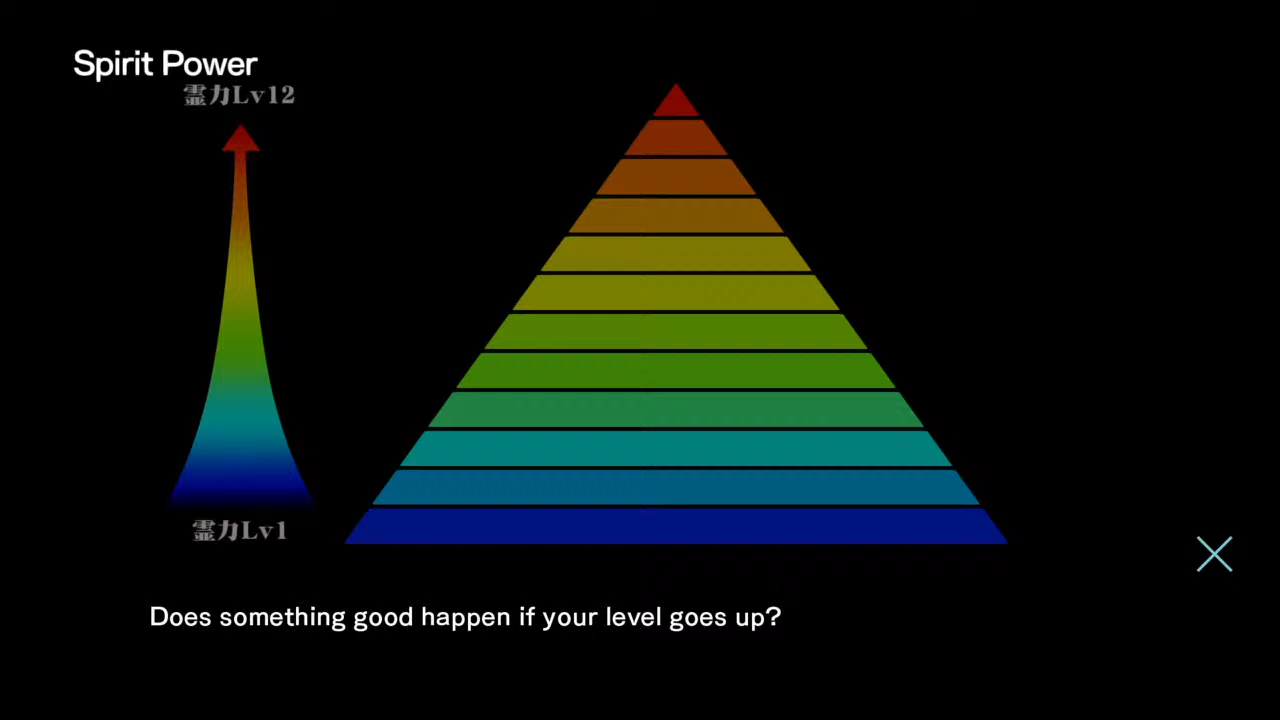 Spirit Power
霊力Lv12
霊力Lv1
Does something good happen if your level goes up?